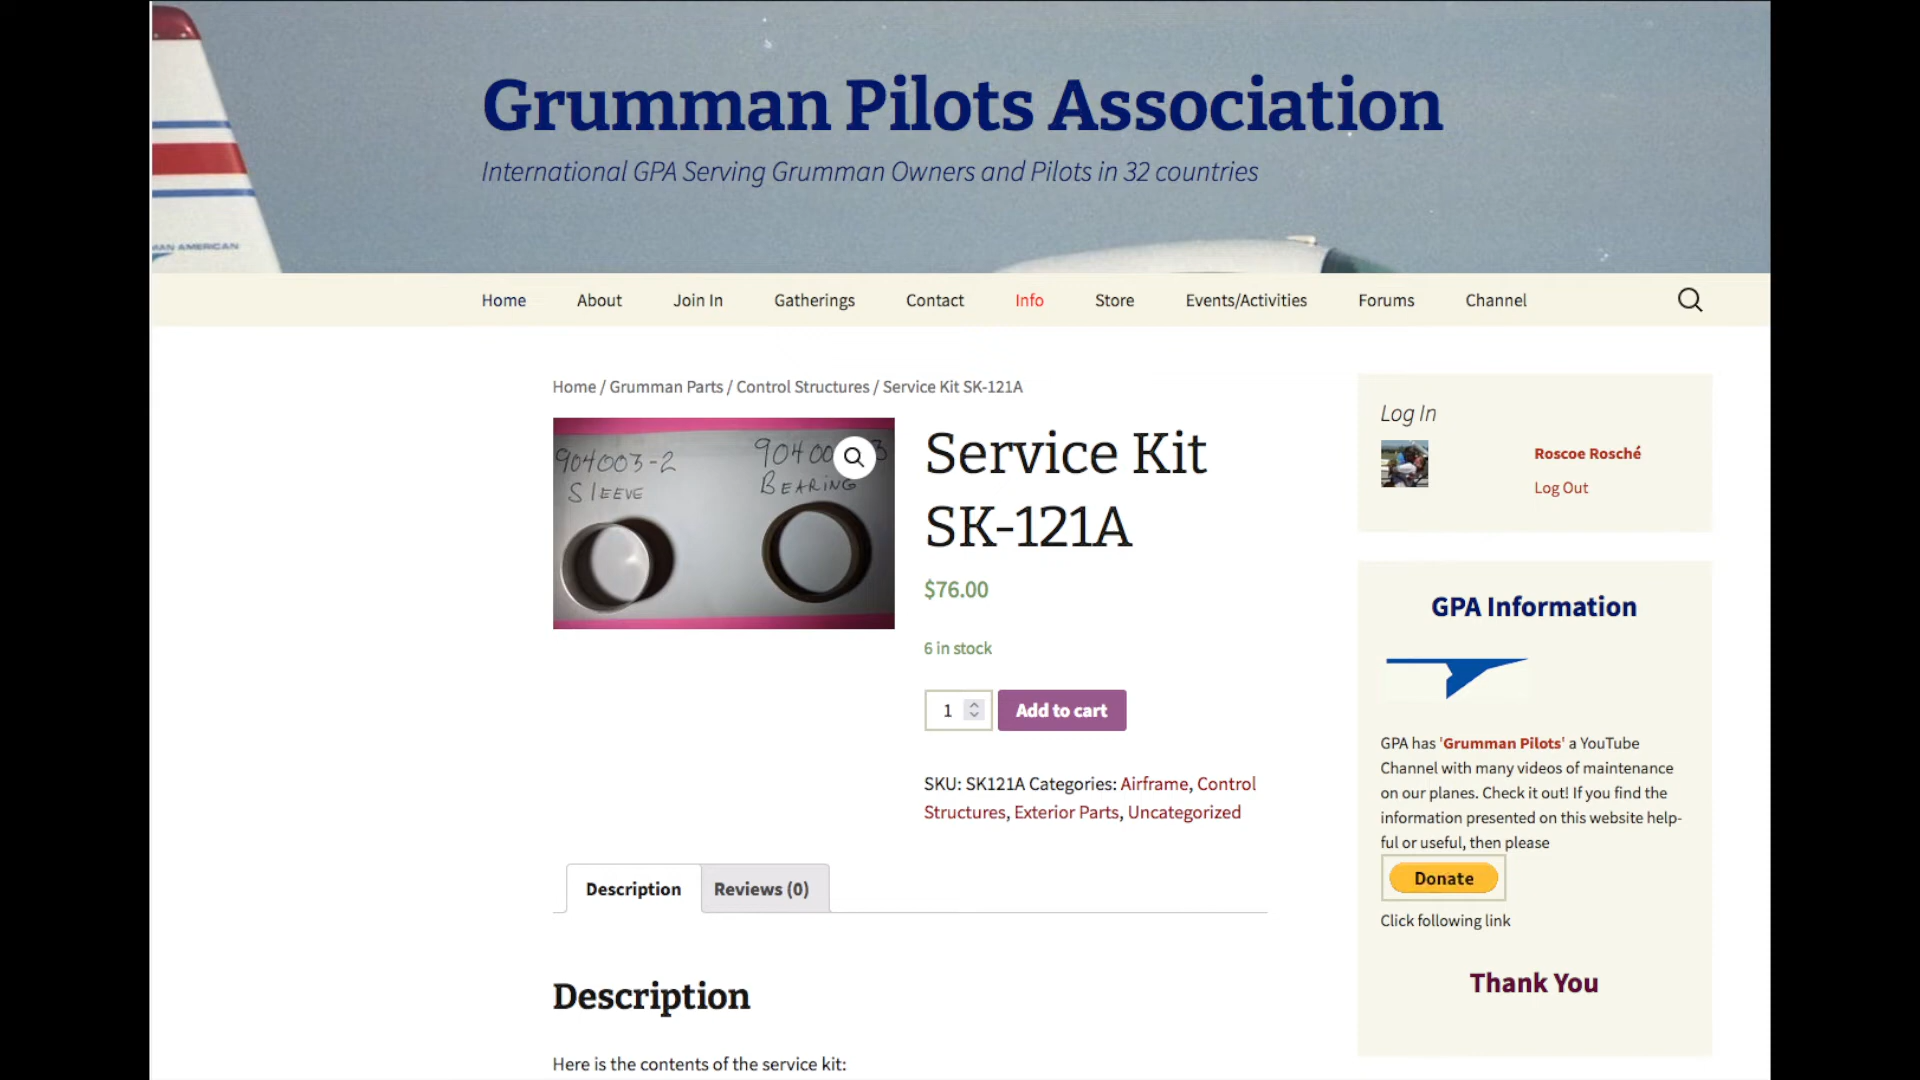 MAN AMERICAN
Grumman Pilots Association
International GPA Serving Grumman Owners and Pilots in 32 countries
Home About Join In Gatherings Contact Info Store Events/Activities Forums Channel
Home / Grumman Parts / Control Structures / Service Kit SK-121A
904003-2
SLEEVE
BEARING
Service Kit
SK-121A
$76.00
6 in stock
1 Add to cart
SKU: SK121A Categories: Airframe, Control
Structures, Exterior Parts, Uncategorized
Description Reviews (0)
Description
Here is the contents of the service kit:
Log In
Roscoe Rosché
Log Out
GPA Information
GPA has 'Grumman Pilots' a YouTube
Channel with many videos of maintenance
on our planes. Check it out! If you find the
information presented on this website help-
ful or useful, then please
Donate
Click following link
Thank You